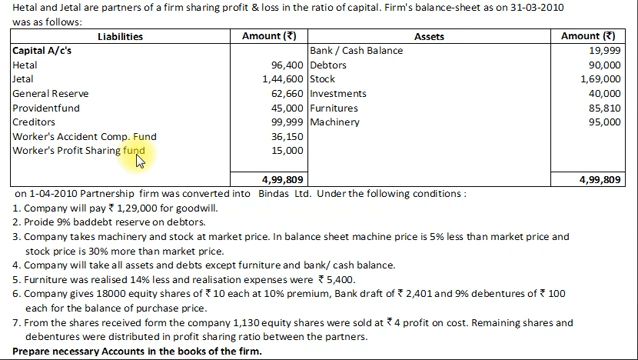 Hetal and Jetal are partners of a firm sharing profit & loss in the ratio of capital. Firm's balance-sheet as on 31-03-2010
was as follows:
Liabilities Amount (₹) Assets Amount (₹)
Capital A/c's Bank / Cash Balance 19,999
Hetal 96,400 Debtors 90,000
Jetal 1,44,600 Stock 1,69,000
General Reserve 62,660 Investments 40,000
Providentfund 45,000 Furnitures 85,810
Creditors 99,999 Machinery 95,000
Worker's Accident Comp. Fund 36,150
Worker's Profit Sharing fund 15,000
4,99,809 4,99,809
on 1-04-2010 Partnership firm was converted into Bindas Ltd. Under the following conditions :
1. Company will pay ₹ 1,29,000 for goodwill.
2. Proide 9% baddebt reserve on debtors.
3. Company takes machinery and stock at market price. In balance sheet machine price is 5% less than market price and
stock price is 30% more than market price.
4. Company will take all assets and debts except furniture and bank/ cash balance.
5. Furniture was realised 14% less and realisation expenses were ₹ 5,400.
6. Company gives 18000 equity shares of ₹ 10 each at 10% premium, Bank draft of ₹ 2,401 and 9% debentures of ₹ 100
each for the balance of purchase price.
7. From the shares received form the company 1,130 equity shares were sold at ₹ 4 profit on cost. Remaining shares and
debentures were distributed in profit sharing ratio between the partners.
Prepare necessary Accounts in the books of the firm.